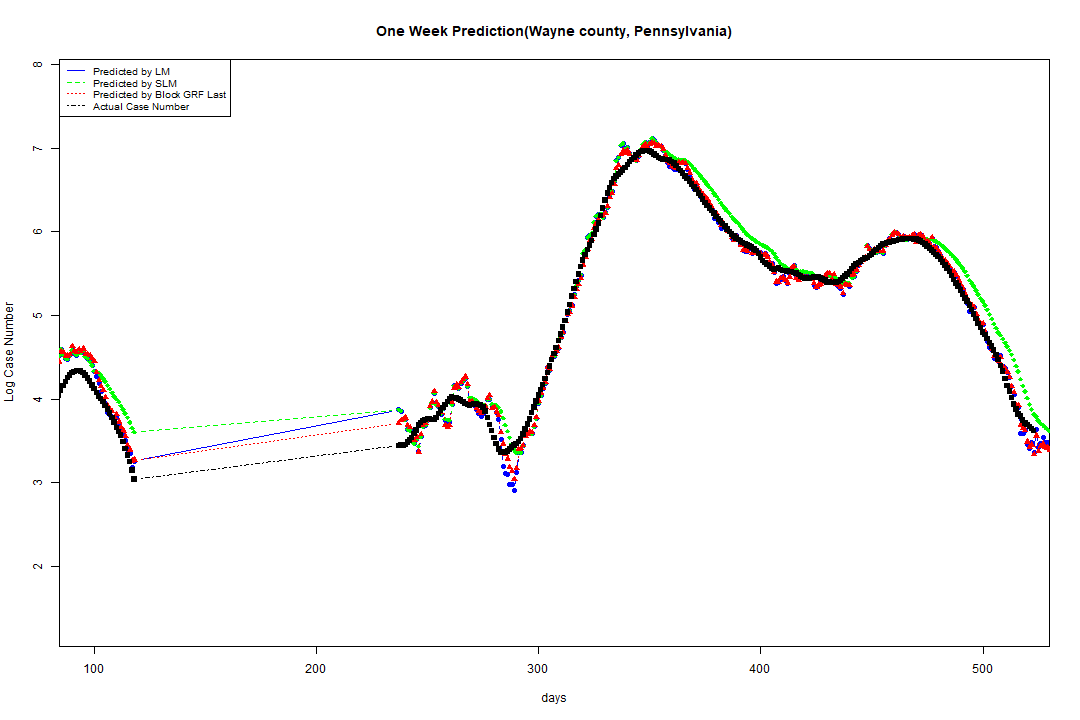 One Week Prediction(Wayne county, Pennsylvania)
Predicted by LM
Predicted by SLM
Predicted by Block GRF Last
Actual Case Number
8
7
6
5
4
3
2
Log Case Number
100 200 300 400 500
days